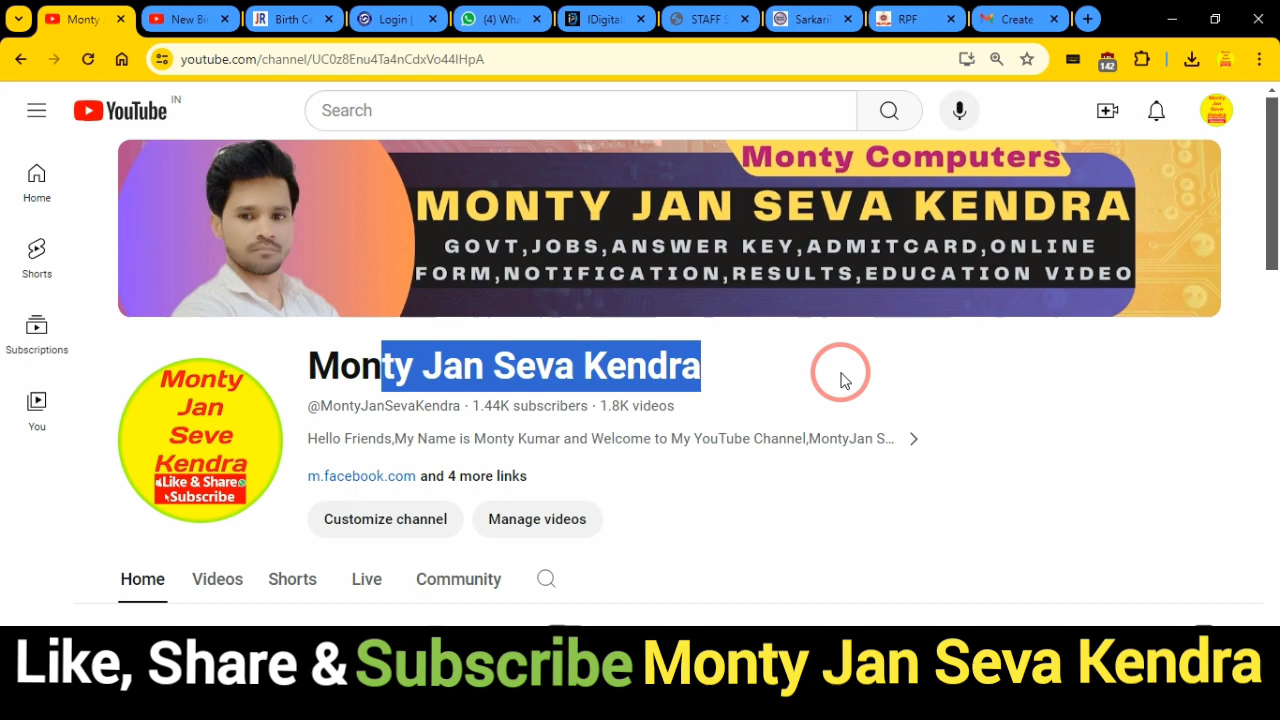 Monty
New Bi
Birth Ce
Login |
(4) Wha
IDigital
STAFF S
Sarkari
RPF
Create
youtube.com/channel/UC0z8Enu4Ta4nCdxVo44IHpA
142
YouTube IN
Search
Home
Shorts
Subscriptions
You
Monty Computers
MONTY JAN SEVA KENDRA
GOVT,JOBS,ANSWER KEY,ADMITCARD,ONLINE
FORM,NOTIFICATION,RESULTS,EDUCATION VIDEO
Monty
Jan
Seve
Kendra
Like & Share
Subscribe
Monty Jan Seva Kendra
@MontyJanSevaKendra · 1.44K subscribers · 1.8K videos
Hello Friends,My Name is Monty Kumar and Welcome to My YouTube Channel,MontyJan S...
m.facebook.com and 4 more links
Customize channel Manage videos
Home Videos Shorts Live Community
Like, Share & Subscribe Monty Jan Seva Kendra